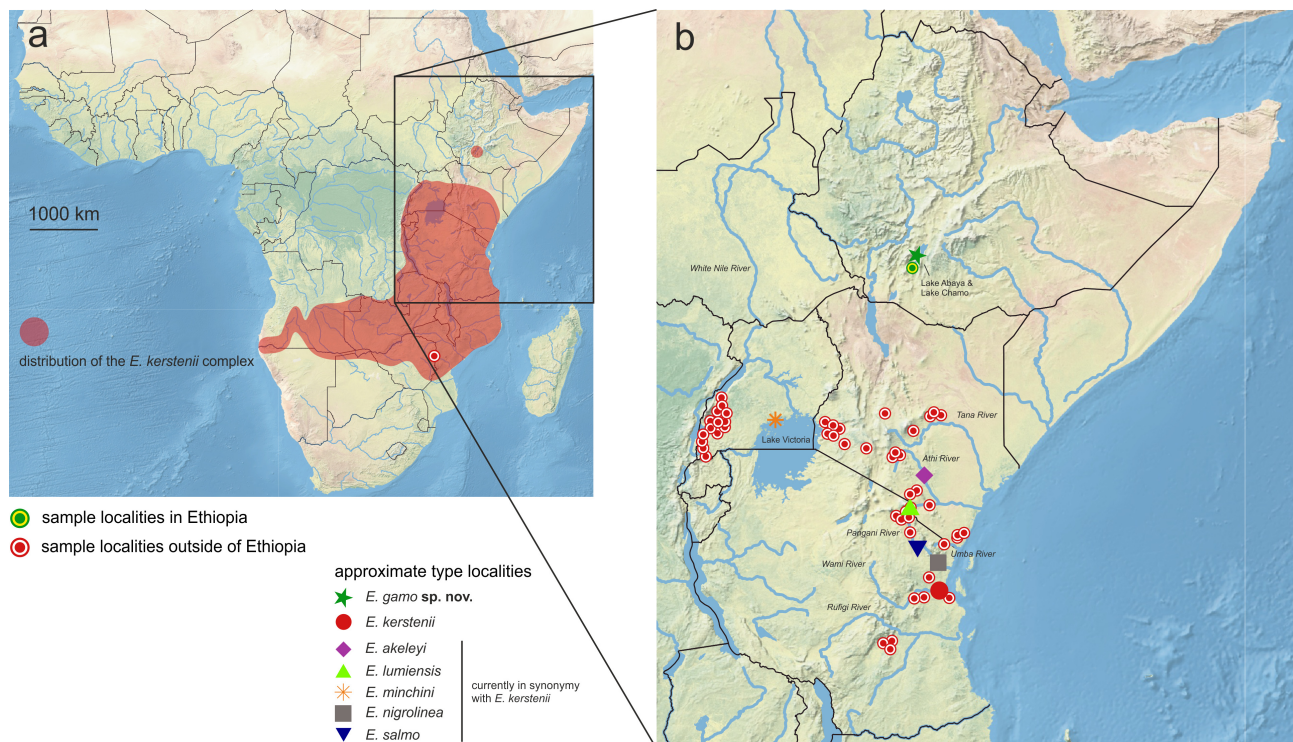 a
1000 km
distribution of the E. kerstenii complex
sample localities in Ethiopia
sample localities outside of Ethiopia
approximate type localities
E. gamo sp. nov.
E. kerstenii
E. akeleyi
E. lumiensis
E. minchini
E. nigrolinea
E. salmo
currently in synonymy
with E. kerstenii
b
White Nile River
Lake Abaya &
Lake Chamo
Tana River
Lake Victoria
Athi River
Pangani River
Umba River
Wami River
Rufigi River